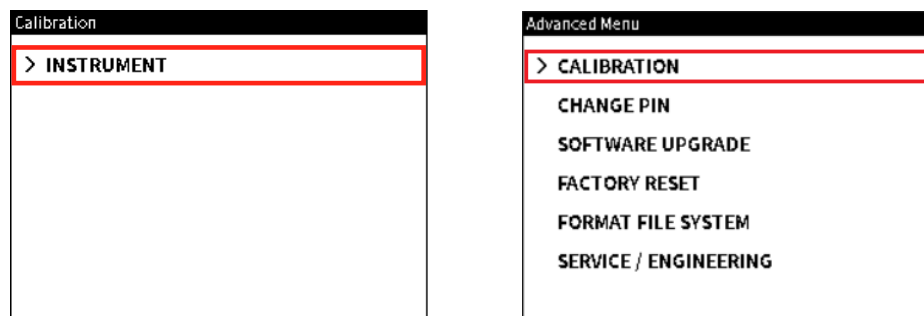 Calibration
> INSTRUMENT
Advanced Menu
> CALIBRATION
CHANGE PIN
SOFTWARE UPGRADE
FACTORY RESET
FORMAT FILE SYSTEM
SERVICE / ENGINEERING